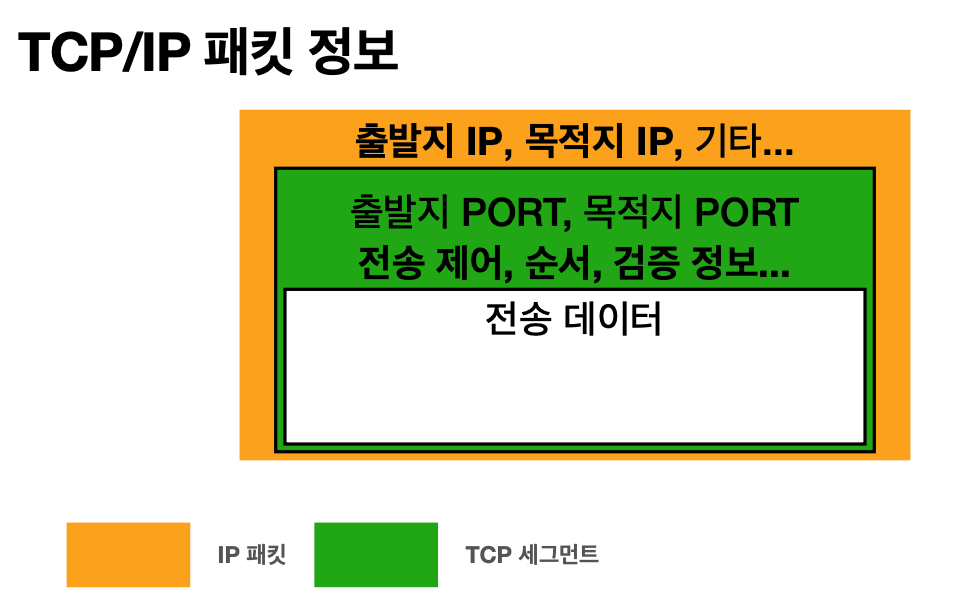 TCP/IP 패킷 정보
출발지 IP, 목적지 IP, 기타...
출발지 PORT, 목적지 PORT
전송 제어, 순서, 검증 정보...
전송 데이터
IP 패킷
TCP 세그먼트